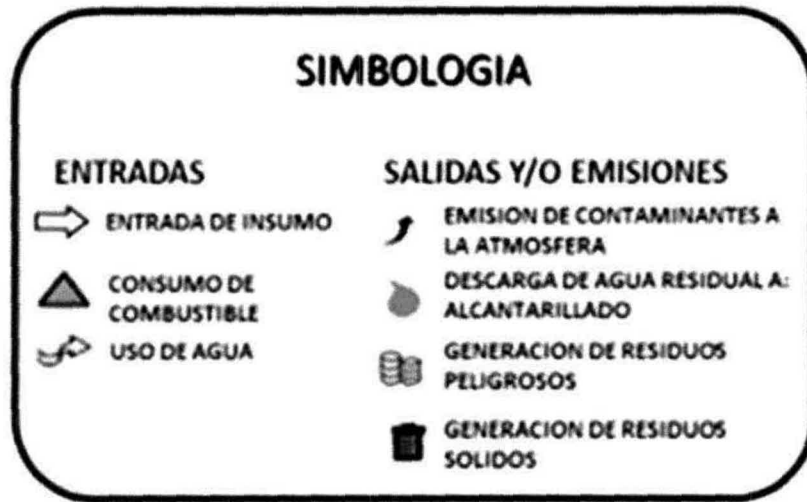 SIMBOLOGIA
ENTRADAS
ENTRADA DE INSUMO
CONSUMO DE
COMBUSTIBLE
USO DE AGUA
SALIDAS Y/O EMISIONES
EMISION DE CONTAMINANTES A
LA ATMOSFERA
DESCARGA DE AGUA RESIDUAL A:
ALCANTARILLADO
GENERACION DE RESIDUOS
PELIGROSOS
GENERACION DE RESIDUOS
SOLIDOS